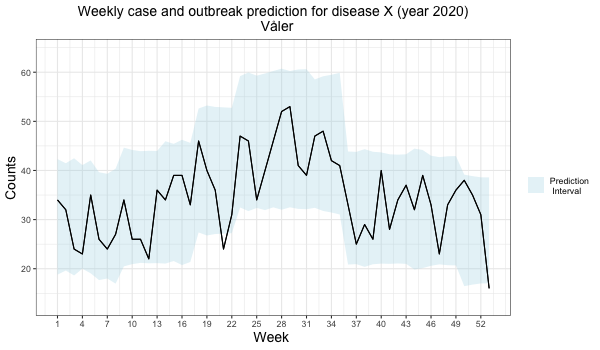 Weekly case and outbreak prediction for disease X (year 2020)
Våler
60
50
40
30
20
Counts
1 4 7 10 13 16 19 22 25 28 31 34 37 40 43 46 49 52
Week
Prediction
Interval